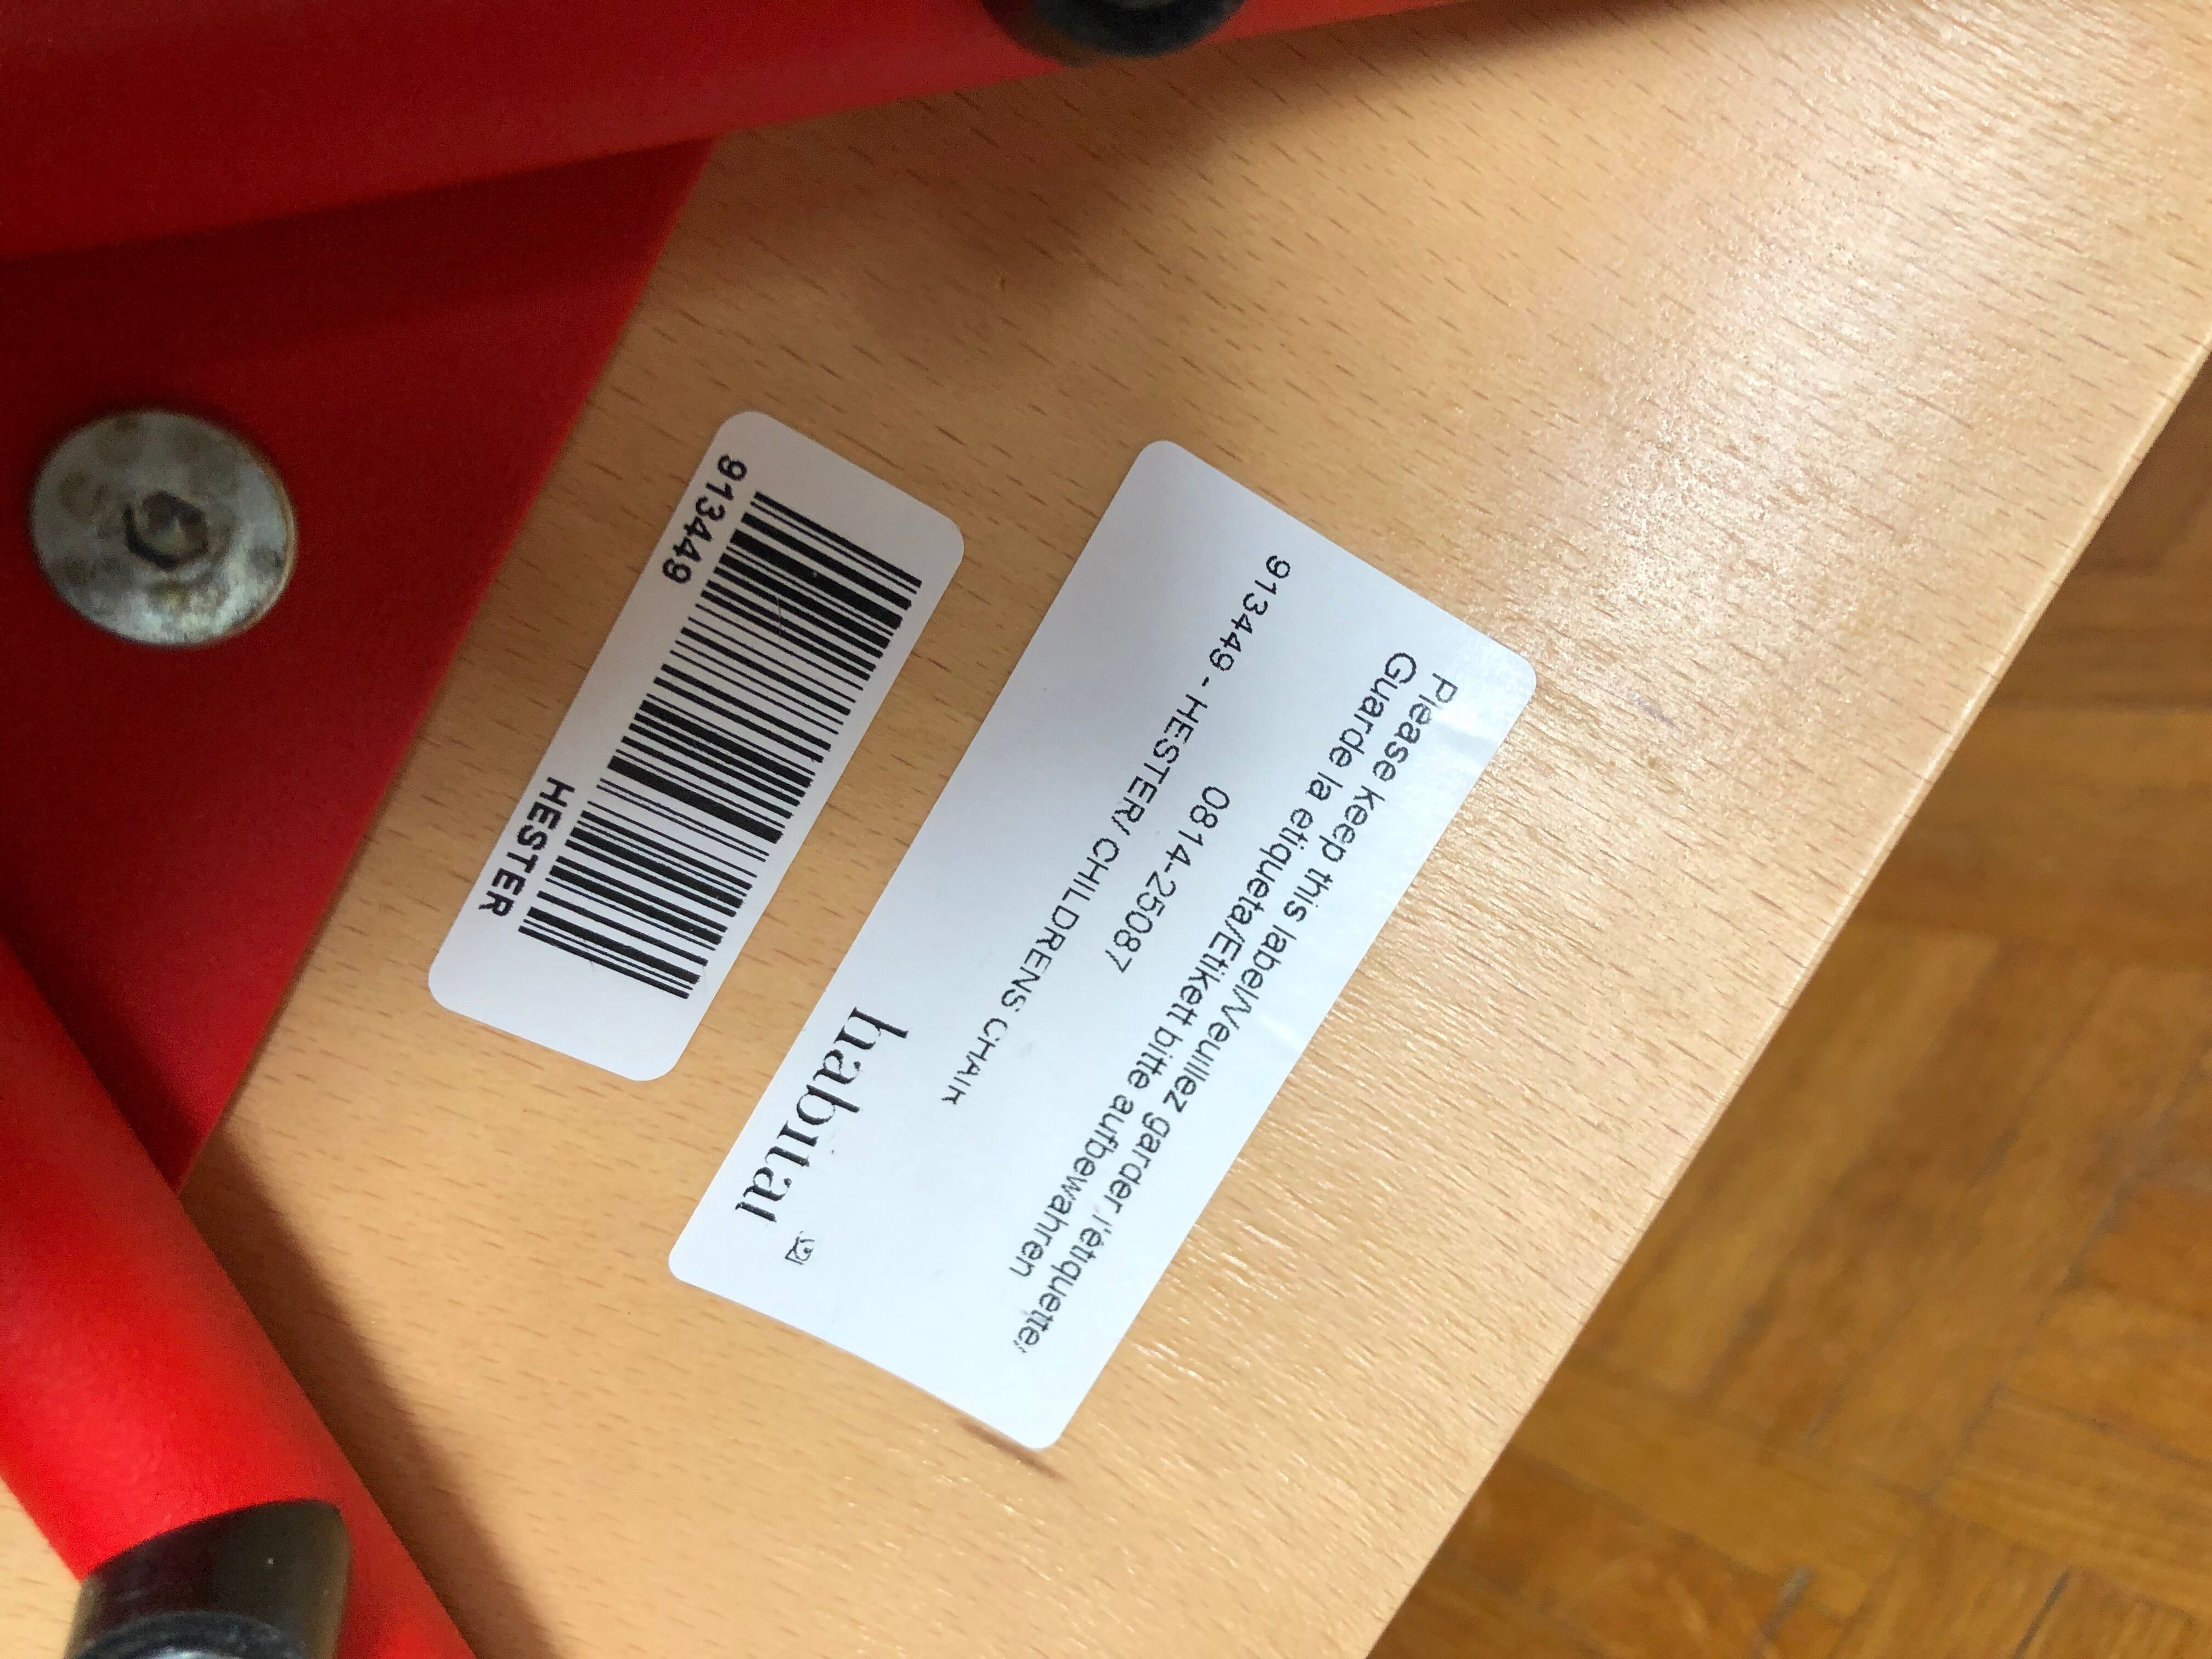 913449
HESTER
habitat
913449 - HESTER/ CHILDRENS' CHAIR
0814-25087
Please keep this label/Veuillez garder l'étiquette/
Guarde la etiqueta/Etikett bitte aufbewahren